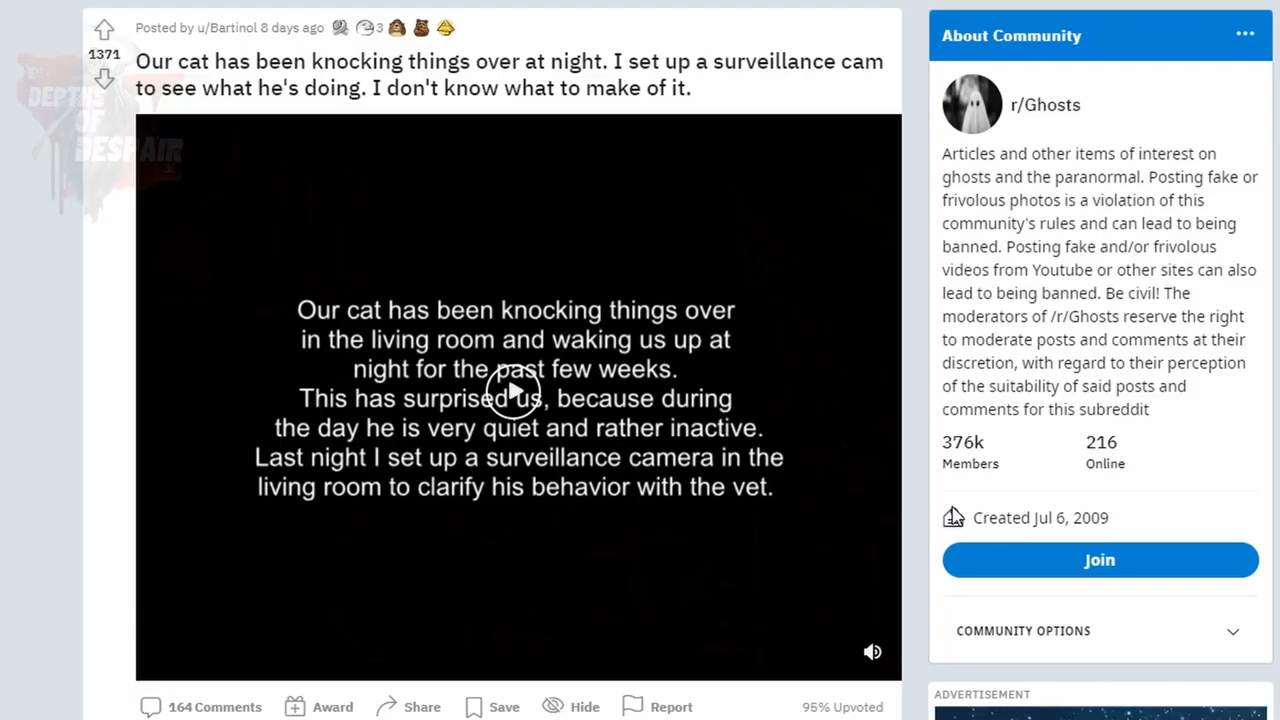 Posted by u/Bartinol 8 days ago 3
1371
Our cat has been knocking things over at night. I set up a surveillance cam
to see what he's doing. I don't know what to make of it.
DEPTHS
OF
DESPAIR
Our cat has been knocking things over
in the living room and waking us up at
night for the past few weeks.
This has surprised us, because during
the day he is very quiet and rather inactive.
Last night I set up a surveillance camera in the
living room to clarify his behavior with the vet.
164 Comments Award Share Save Hide Report 95% Upvoted
About Community
r/Ghosts
Articles and other items of interest on
ghosts and the paranormal. Posting fake or
frivolous photos is a violation of this
community's rules and can lead to being
banned. Posting fake and/or frivolous
videos from Youtube or other sites can also
lead to being banned. Be civil! The
moderators of /r/Ghosts reserve the right
to moderate posts and comments at their
discretion, with regard to their perception
of the suitability of said posts and
comments for this subreddit
376k 216
Members Online
Created Jul 6, 2009
Join
COMMUNITY OPTIONS
ADVERTISEMENT